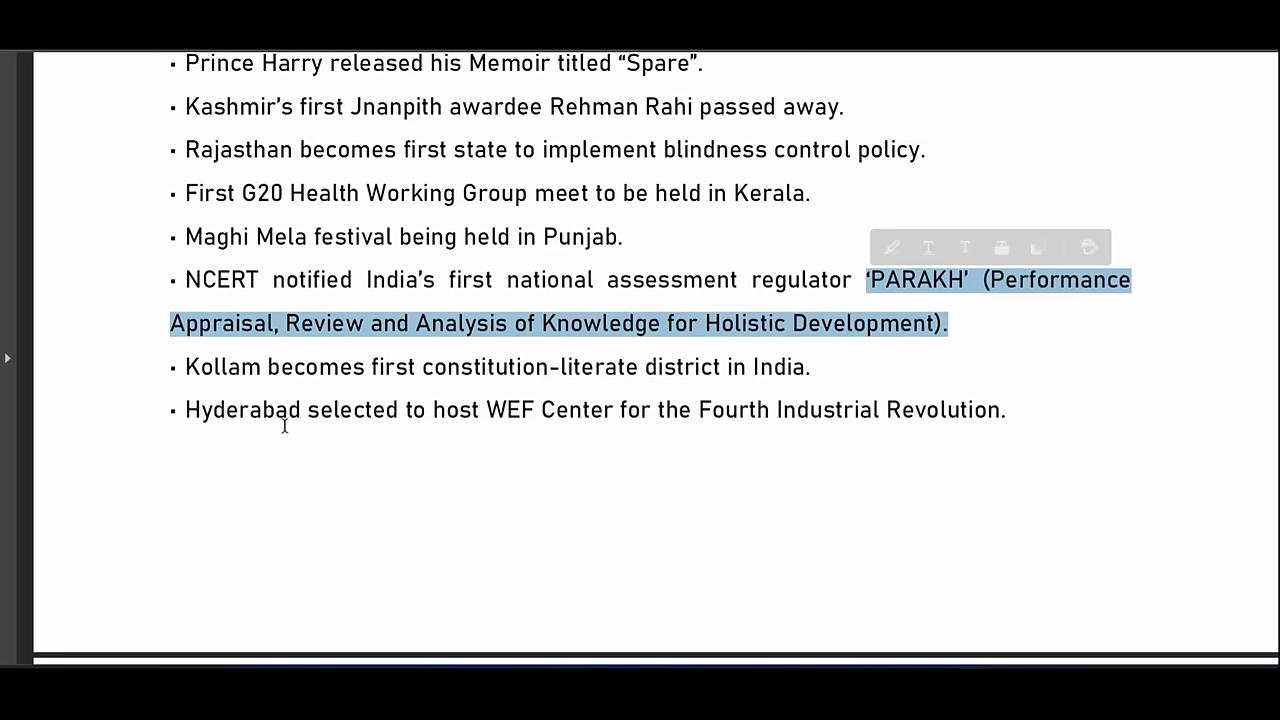 ▪ Prince Harry released his Memoir titled “Spare”.
▪ Kashmir’s first Jnanpith awardee Rehman Rahi passed away.
▪ Rajasthan becomes first state to implement blindness control policy.
▪ First G20 Health Working Group meet to be held in Kerala.
▪ Maghi Mela festival being held in Punjab.
▪ NCERT notified India’s first national assessment regulator ‘PARAKH’ (Performance
Appraisal, Review and Analysis of Knowledge for Holistic Development).
▪ Kollam becomes first constitution-literate district in India.
▪ Hyderabad selected to host WEF Center for the Fourth Industrial Revolution.